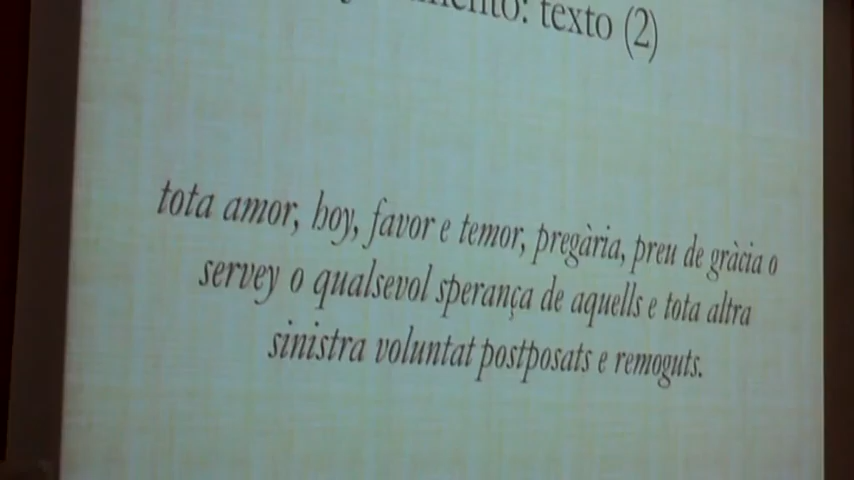 texto (2)
tota amor, hoy, favor e temor, pregària, preu de gràcia o
servey o qualsevol sperança de aquells e tota altra
sinistra voluntat postposats e remoguts.